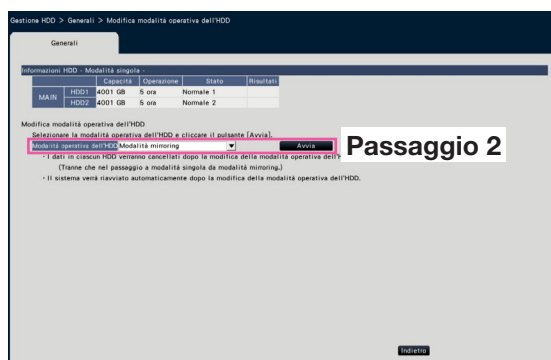 Gestione HDD > Generali > Modifica modalità operativa dell'HDD
Generali
Informazioni HDD - Modalità singola -
Capacità Operazione Stato Risultati
MAIN HDD1 4001 GB 5 ora Normale 1
HDD2 4001 GB 5 ora Normale 2
Modifica modalità operativa dell'HDD
Selezionare la modalità operativa dell'HDD e cliccare il pulsante [Avvia].
Modalità operativa dell'HDD Modalità mimoring Avvia
Passaggio 2
- I dati in ciascun HDD verranno cancellati dopo la modifica della modalità operativa
(Tranne che nel passaggio a modalità singola da modalità mimoring.)
- Il sistema verrà riavviato automaticamente dopo la modifica della modalità operativa dell'HDD.
Indietro